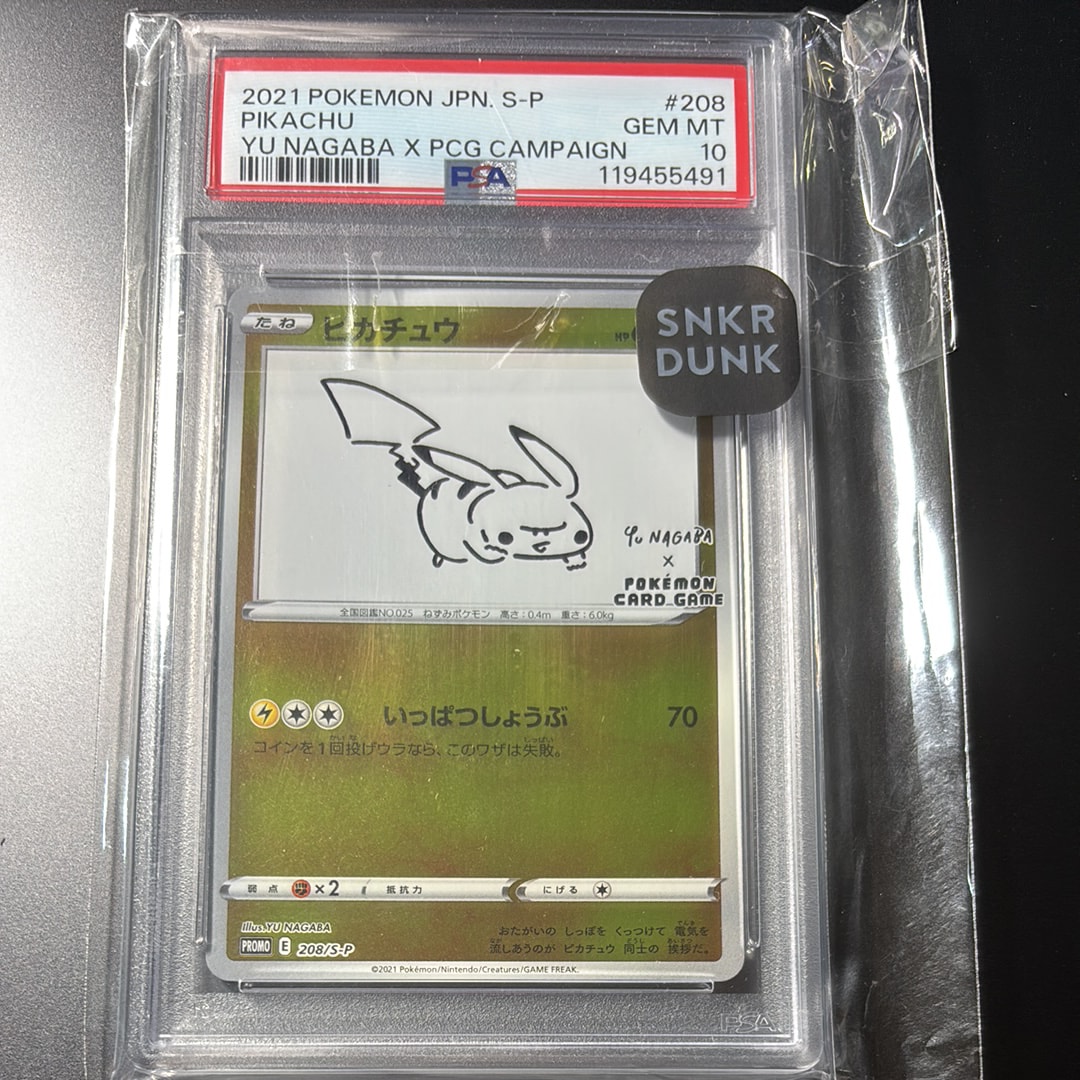 2021 POKEMON JPN. S-P #208
PIKACHU GEM MT
YU NAGABA X PCG CAMPAIGN 10
PSA 119455491
たね ピカチュウ HP
SNKR
DUNK
YU NAGABA
X
POKÉMON
CARD GAME
全国図鑑NO.025 ねずみポケモン 高さ:0.4m 重さ:6.0kg
いっぱつしょうぶ 70
コインを1回投げウラなら、このワザは失敗。
弱点 ×2 抵抗力 にげる
Illus.YU NAGABA
おたがいの しっぽを くっつけて 電気を
PROMO E 208/S-P 流しあうのが ピカチュウ 同士の 挨拶だ。
©2021 Pokémon/Nintendo/Creatures/GAME FREAK.
PSA